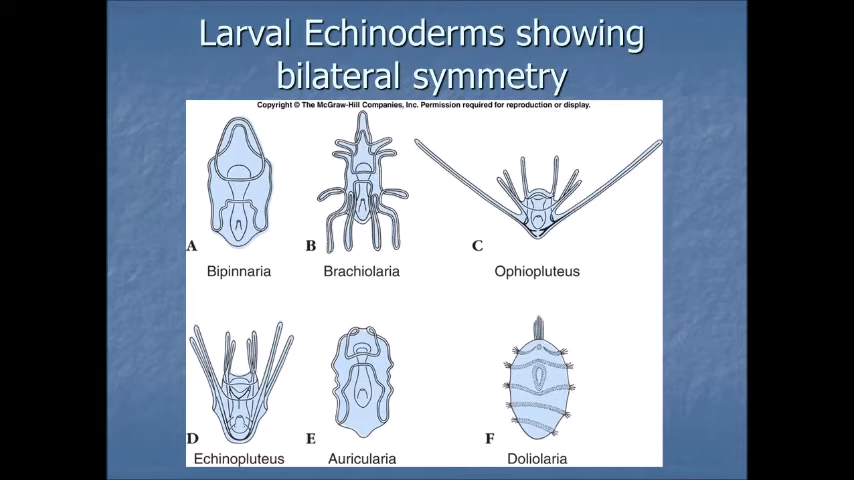 Larval Echinoderms showing
bilateral symmetry
Copyright © The McGraw-Hill Companies, Inc. Permission required for reproduction or display.
A
B
C
Bipinnaria
Brachiolaria
Ophiopluteus
D
E
F
Echinopluteus
Auricularia
Doliolaria